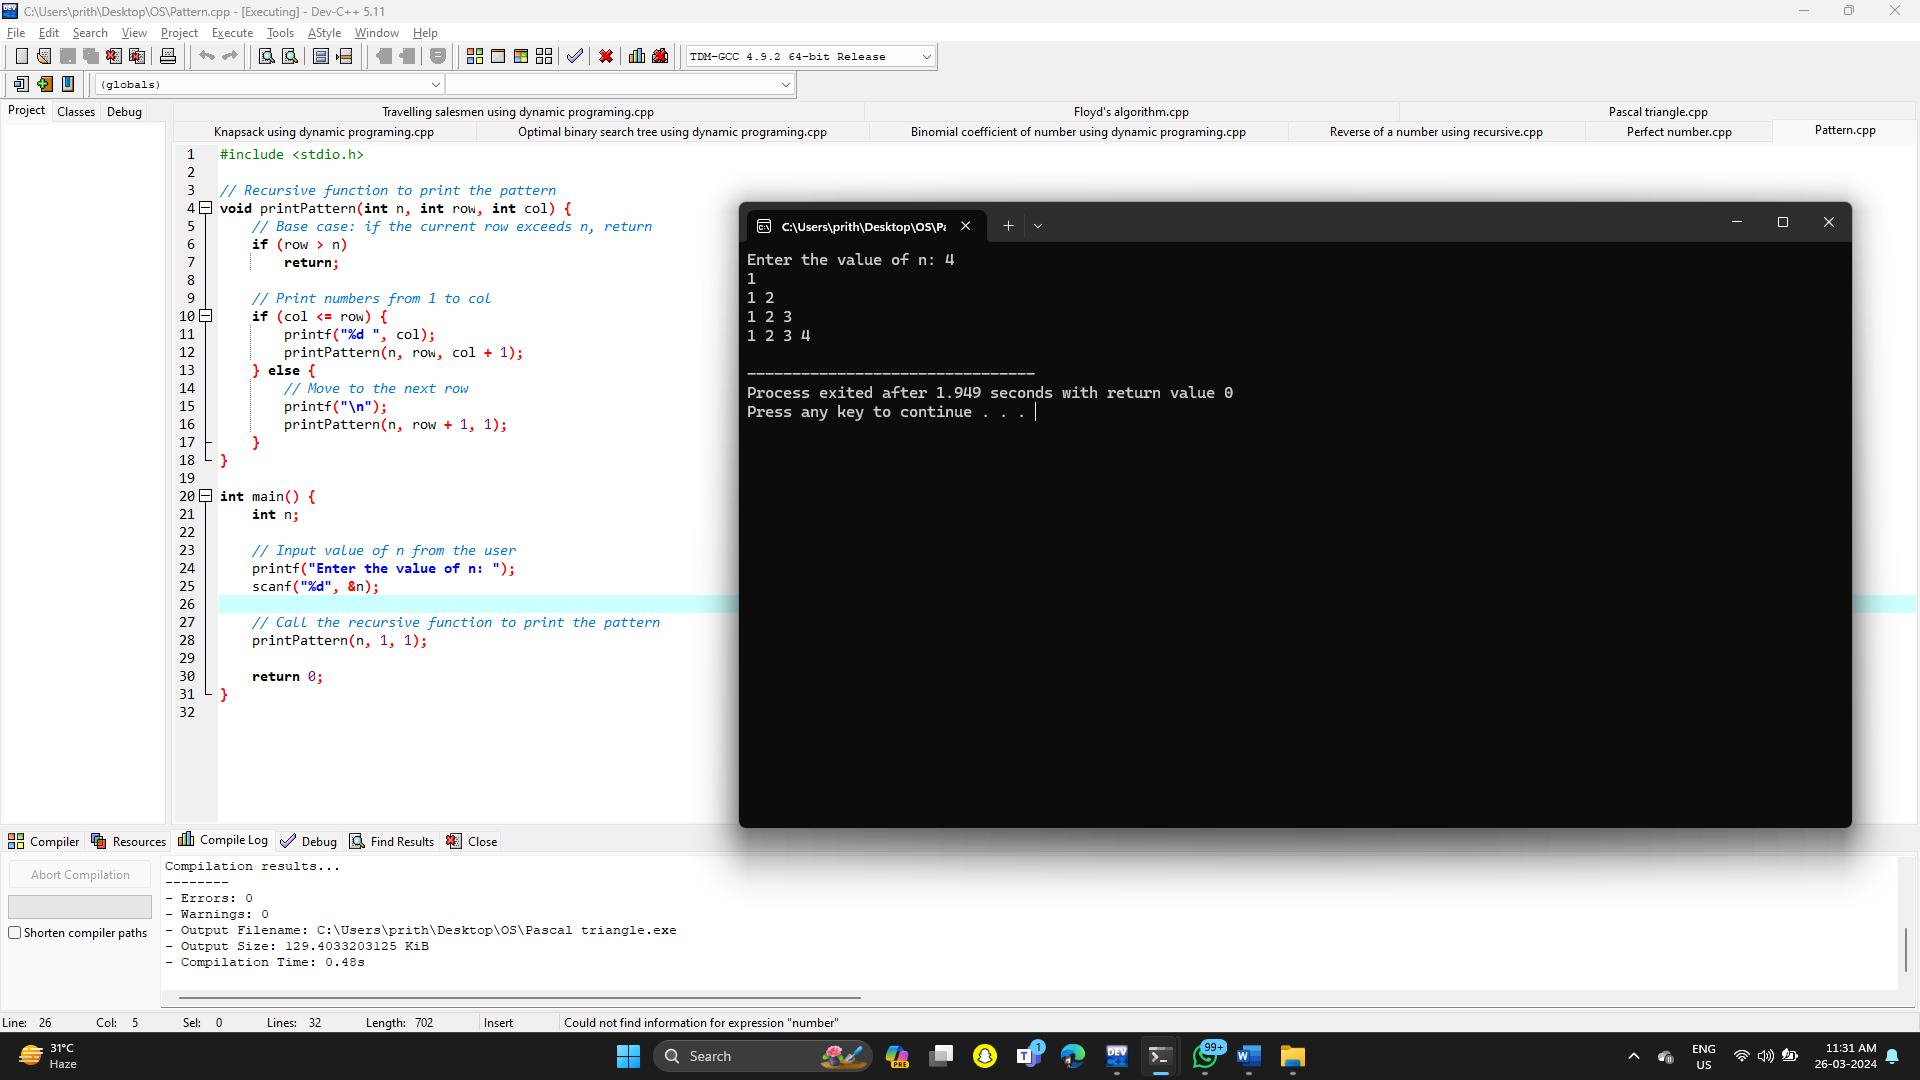 C:\Users\prith\Desktop\OS\Pattern.cpp - [Executing] - Dev-C++ 5.11
File Edit Search View Project Execute Tools AStyle Window Help
TDM-GCC 4.9.2 64-bit Release
(globals)
Project Classes Debug
Travelling salesmen using dynamic programing.cpp Floyd's algorithm.cpp Pascal triangle.cpp
Knapsack using dynamic programing.cpp Optimal binary search tree using dynamic programing.cpp Binomial coefficient of number using dynamic programing.cpp Reverse of a number using recursive.cpp Perfect number.cpp Pattern.cpp
1 #include <stdio.h>
2
3 // Recursive function to print the pattern
4 void printPattern(int n, int row, int col) {
5 // Base case: if the current row exceeds n, return
6 if (row > n)
7 return;
8
9 // Print numbers from 1 to col
10 if (col <= row) {
11 printf("%d ", col);
12 printPattern(n, row, col + 1);
13 } else {
14 // Move to the next row
15 printf("\n");
16 printPattern(n, row + 1, 1);
17 }
18 }
19
20 int main() {
21 int n;
22
23 // Input value of n from the user
24 printf("Enter the value of n: ");
25 scanf("%d", &n);
26
27 // Call the recursive function to print the pattern
28 printPattern(n, 1, 1);
29
30 return 0;
31 }
32
C:\Users\prith\Desktop\OS\Pa
Enter the value of n: 4
1
1 2
1 2 3
1 2 3 4
--------------------------------
Process exited after 1.949 seconds with return value 0
Press any key to continue . . .
Compiler Resources Compile Log Debug Find Results Close
Abort Compilation
Shorten compiler paths
Compilation results...
--------
- Errors: 0
- Warnings: 0
- Output Filename: C:\Users\prith\Desktop\OS\Pascal triangle.exe
- Output Size: 129.4033203125 KiB
- Compilation Time: 0.48s
Line: 26 Col: 5 Sel: 0 Lines: 32 Length: 702 Insert Could not find information for expression "number"
31°C
Haze
Search
PRE
1
DEV
99+
ENG
US
11:31 AM
26-03-2024